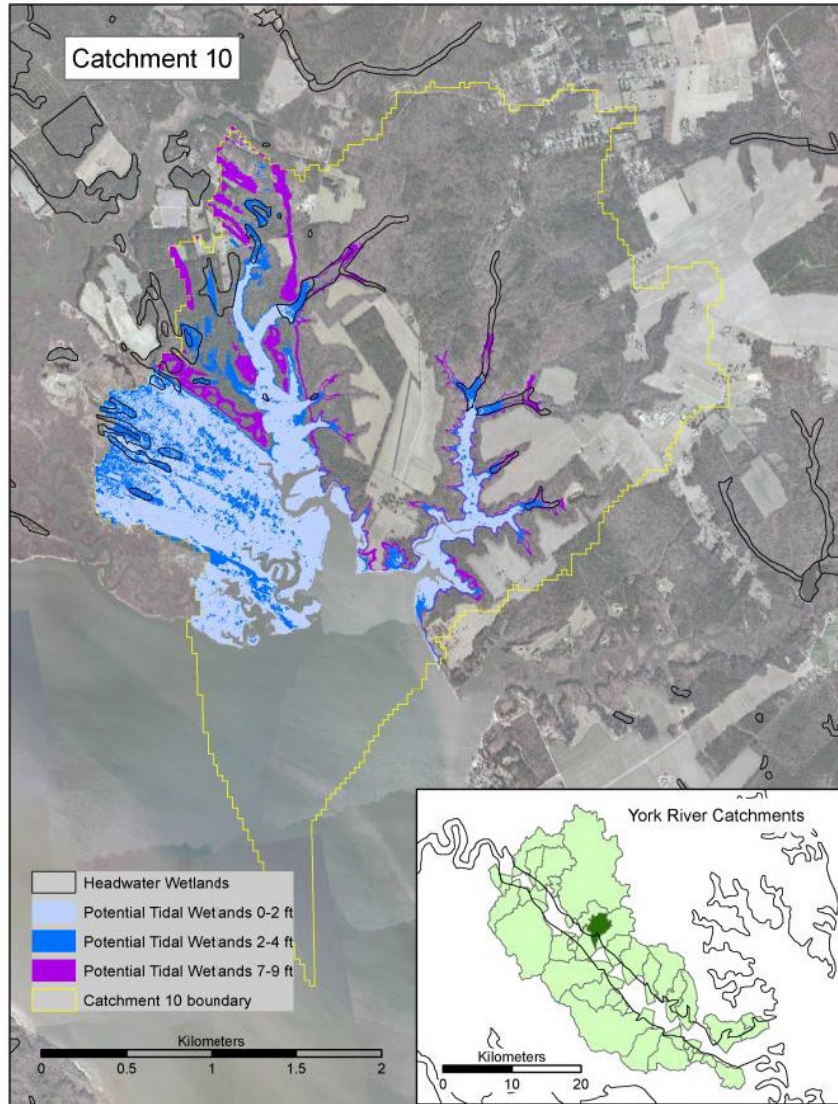 Catchment 10
Headwater Wetlands
Potential Tidal Wetlands 0-2 ft
Potential Tidal Wetlands 2-4 ft
Potential Tidal Wetlands 7-9 ft
Catchment 10 boundary
Kilometers
0 0.5 1 1.5 2
York River Catchments
Kilometers
0 10 20